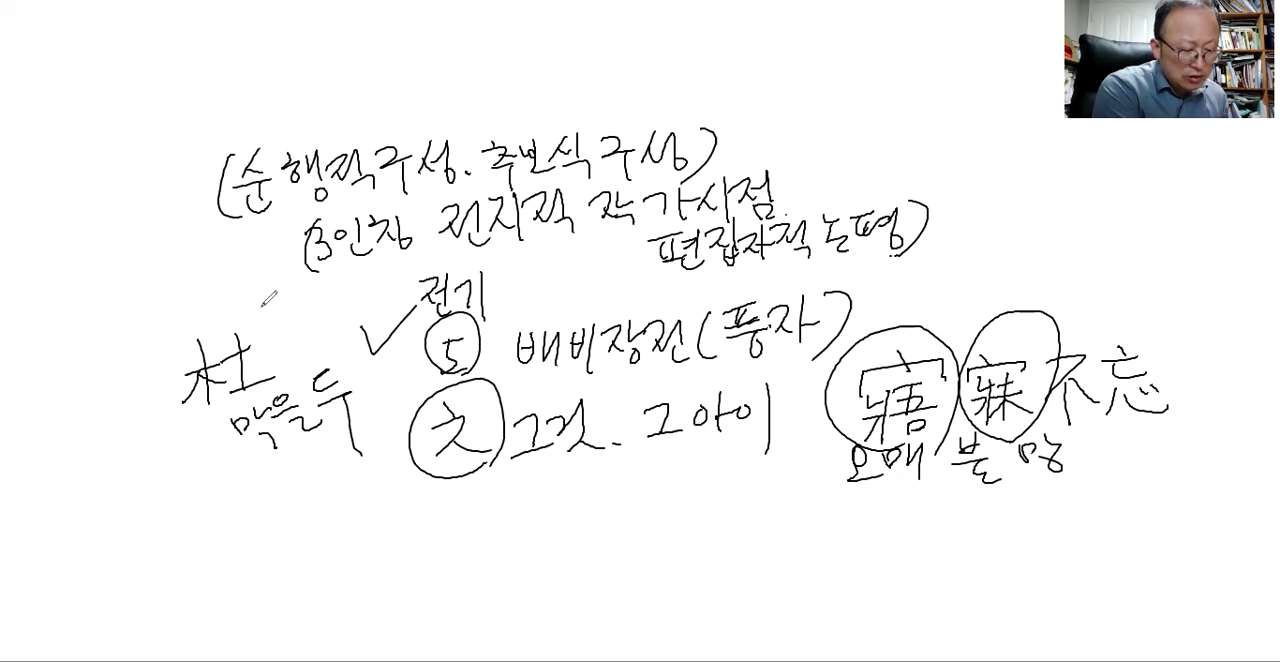 (순행적구성. 추보식구성)
(3인칭 전지적 작가시점
편집자적 논평)
전기
5 배비장전(풍자)
杜
막을 두
之 그것. 그 아이
寤寐不忘
오매 불망